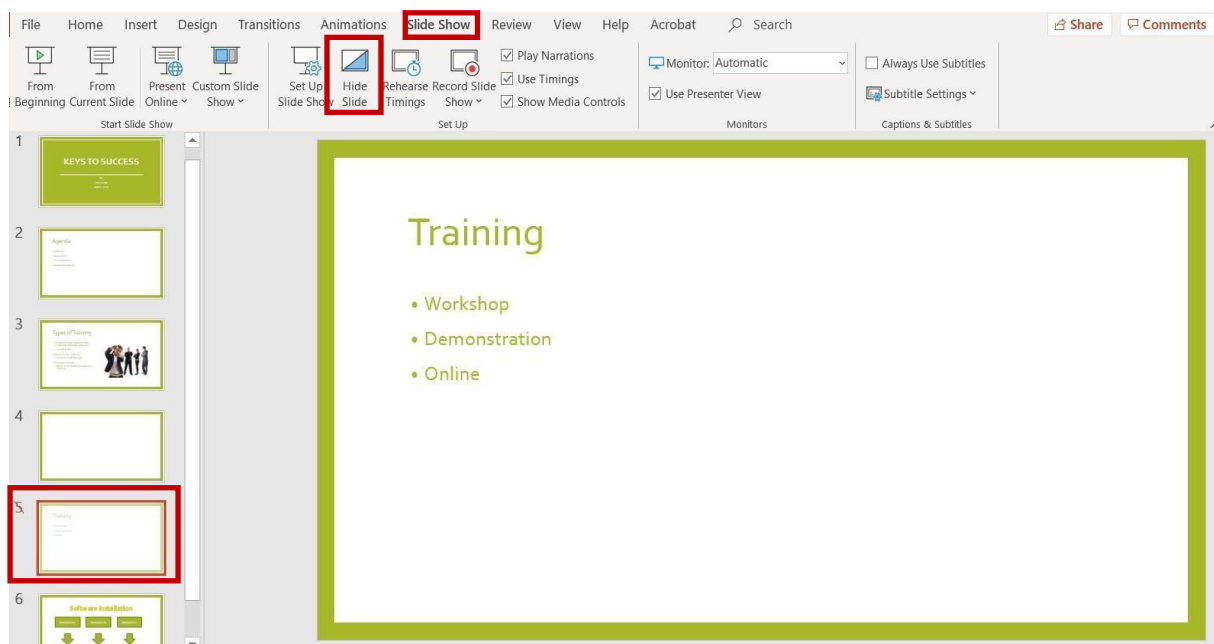 File Home Insert Design Transitions Animations Slide Show Review View Help Acrobat Search Share Comments
From Beginning
From Current Slide
Present Online
Custom Slide Show
Set Up Slide Show
Hide Slide
Rehearse Timings
Record Slide Show
Play Narrations
Use Timings
Show Media Controls
Monitor: Automatic
Use Presenter View
Always Use Subtitles
Subtitle Settings
Start Slide Show
Set Up
Monitors
Captions & Subtitles
1
KEYS TO SUCCESS
2
Agenda
3
Types of Training
4
5
Training
6
Software Installation
Training
• Workshop
• Demonstration
• Online